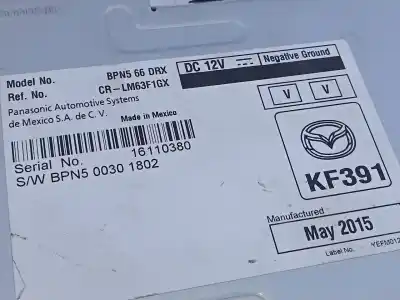 Model No. BPN5 66 DRX
Ref. No. CR-LM63F1GX
Panasonic Automotive Systems
de Mexico S.A. de C.V.
Made in Mexico
DC 12V
Negative Ground
V V
Serial No. 16110380
S/W BPN5 0030 1802
KF391
Manufactured
May 2015
Label No. YEFM012